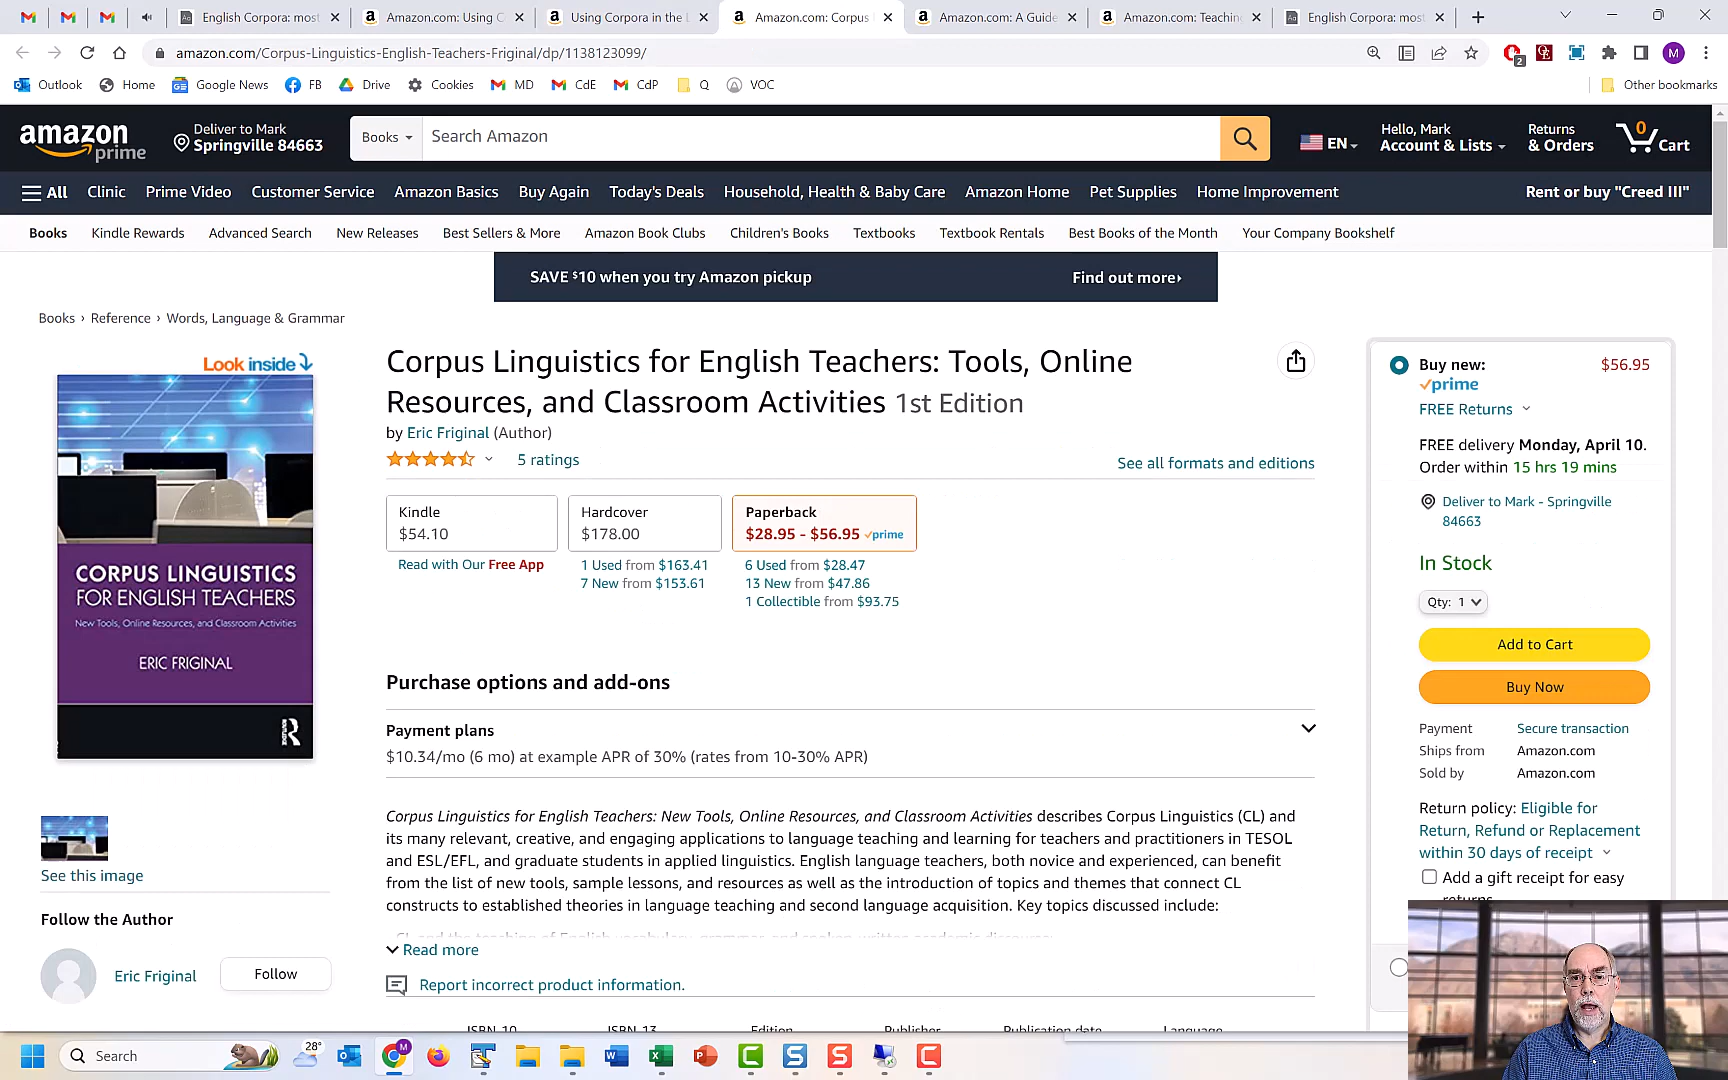 English Corpora: most
Amazon.com: Using C
Using Corpora in the L
Amazon.com: Corpus
Amazon.com: A Guide
Amazon.com: Teachin
English Corpora: mos
amazon.com/Corpus-Linguistics-English-Teachers-Friginal/dp/1138123099/
2
M
Outlook
Home
Google News
FB
Drive
Cookies
MD
CdE
CdP
Q
VOC
Other bookmarks
amazon prime
Deliver to Mark
Springville 84663
Books
Search Amazon
EN
Hello, Mark
Account & Lists
Returns
& Orders
0
Cart
All
Clinic
Prime Video
Customer Service
Amazon Basics
Buy Again
Today's Deals
Household, Health & Baby Care
Amazon Home
Pet Supplies
Home Improvement
Rent or buy "Creed III"
Books
Kindle Rewards
Advanced Search
New Releases
Best Sellers & More
Amazon Book Clubs
Children's Books
Textbooks
Textbook Rentals
Best Books of the Month
Your Company Bookshelf
SAVE $10 when you try Amazon pickup
Find out more
Books › Reference › Words, Language & Grammar
Look inside
CORPUS LINGUISTICS
FOR ENGLISH TEACHERS
New Tools, Online Resources, and Classroom Activities
ERIC FRIGINAL
R
See this image
Follow the Author
Eric Friginal
Follow
Corpus Linguistics for English Teachers: Tools, Online
Resources, and Classroom Activities 1st Edition
by Eric Friginal (Author)
5 ratings
See all formats and editions
Kindle
$54.10
Read with Our Free App
Hardcover
$178.00
1 Used from $163.41
7 New from $153.61
Paperback
$28.95 - $56.95 prime
6 Used from $28.47
13 New from $47.86
1 Collectible from $93.75
Purchase options and add-ons
Payment plans
$10.34/mo (6 mo) at example APR of 30% (rates from 10-30% APR)
Corpus Linguistics for English Teachers: New Tools, Online Resources, and Classroom Activities describes Corpus Linguistics (CL) and
its many relevant, creative, and engaging applications to language teaching and learning for teachers and practitioners in TESOL
and ESL/EFL, and graduate students in applied linguistics. English language teachers, both novice and experienced, can benefit
from the list of new tools, sample lessons, and resources as well as the introduction of topics and themes that connect CL
constructs to established theories in language teaching and second language acquisition. Key topics discussed include:
Read more
Report incorrect product information.
ISBN-10
ISBN-13
Edition
Publisher
Publication date
Language
Buy new:
$56.95
prime
FREE Returns
FREE delivery Monday, April 10.
Order within 15 hrs 19 mins
Deliver to Mark - Springville
84663
In Stock
Qty: 1
Add to Cart
Buy Now
Payment
Secure transaction
Ships from
Amazon.com
Sold by
Amazon.com
Return policy: Eligible for
Return, Refund or Replacement
within 30 days of receipt
Add a gift receipt for easy
returns
Search
28°
M